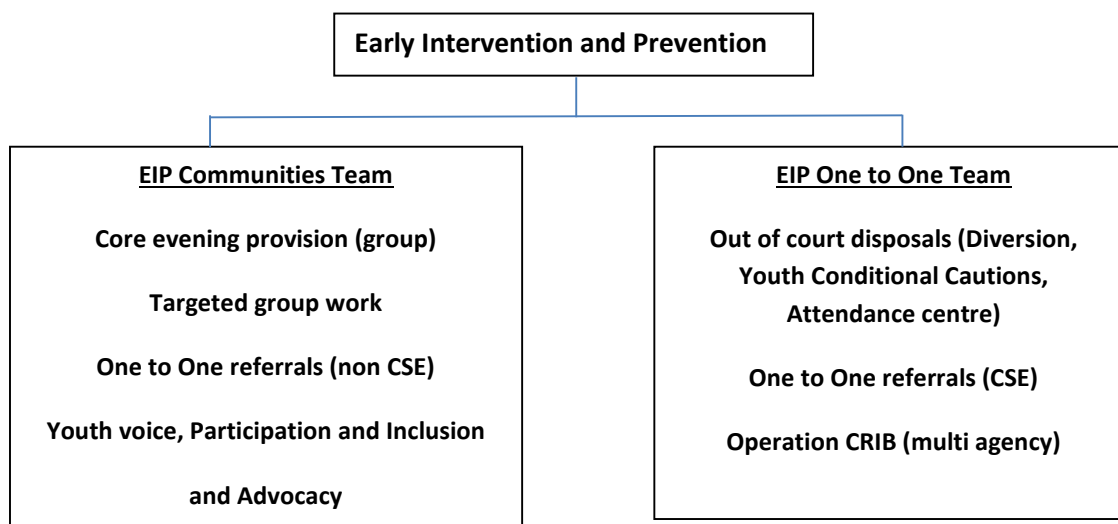 Early Intervention and Prevention
EIP Communities Team
Core evening provision (group)
Targeted group work
One to One referrals (non CSE)
Youth voice, Participation and Inclusion
and Advocacy
EIP One to One Team
Out of court disposals (Diversion,
Youth Conditional Cautions,
Attendance centre)
One to One referrals (CSE)
Operation CRIB (multi agency)